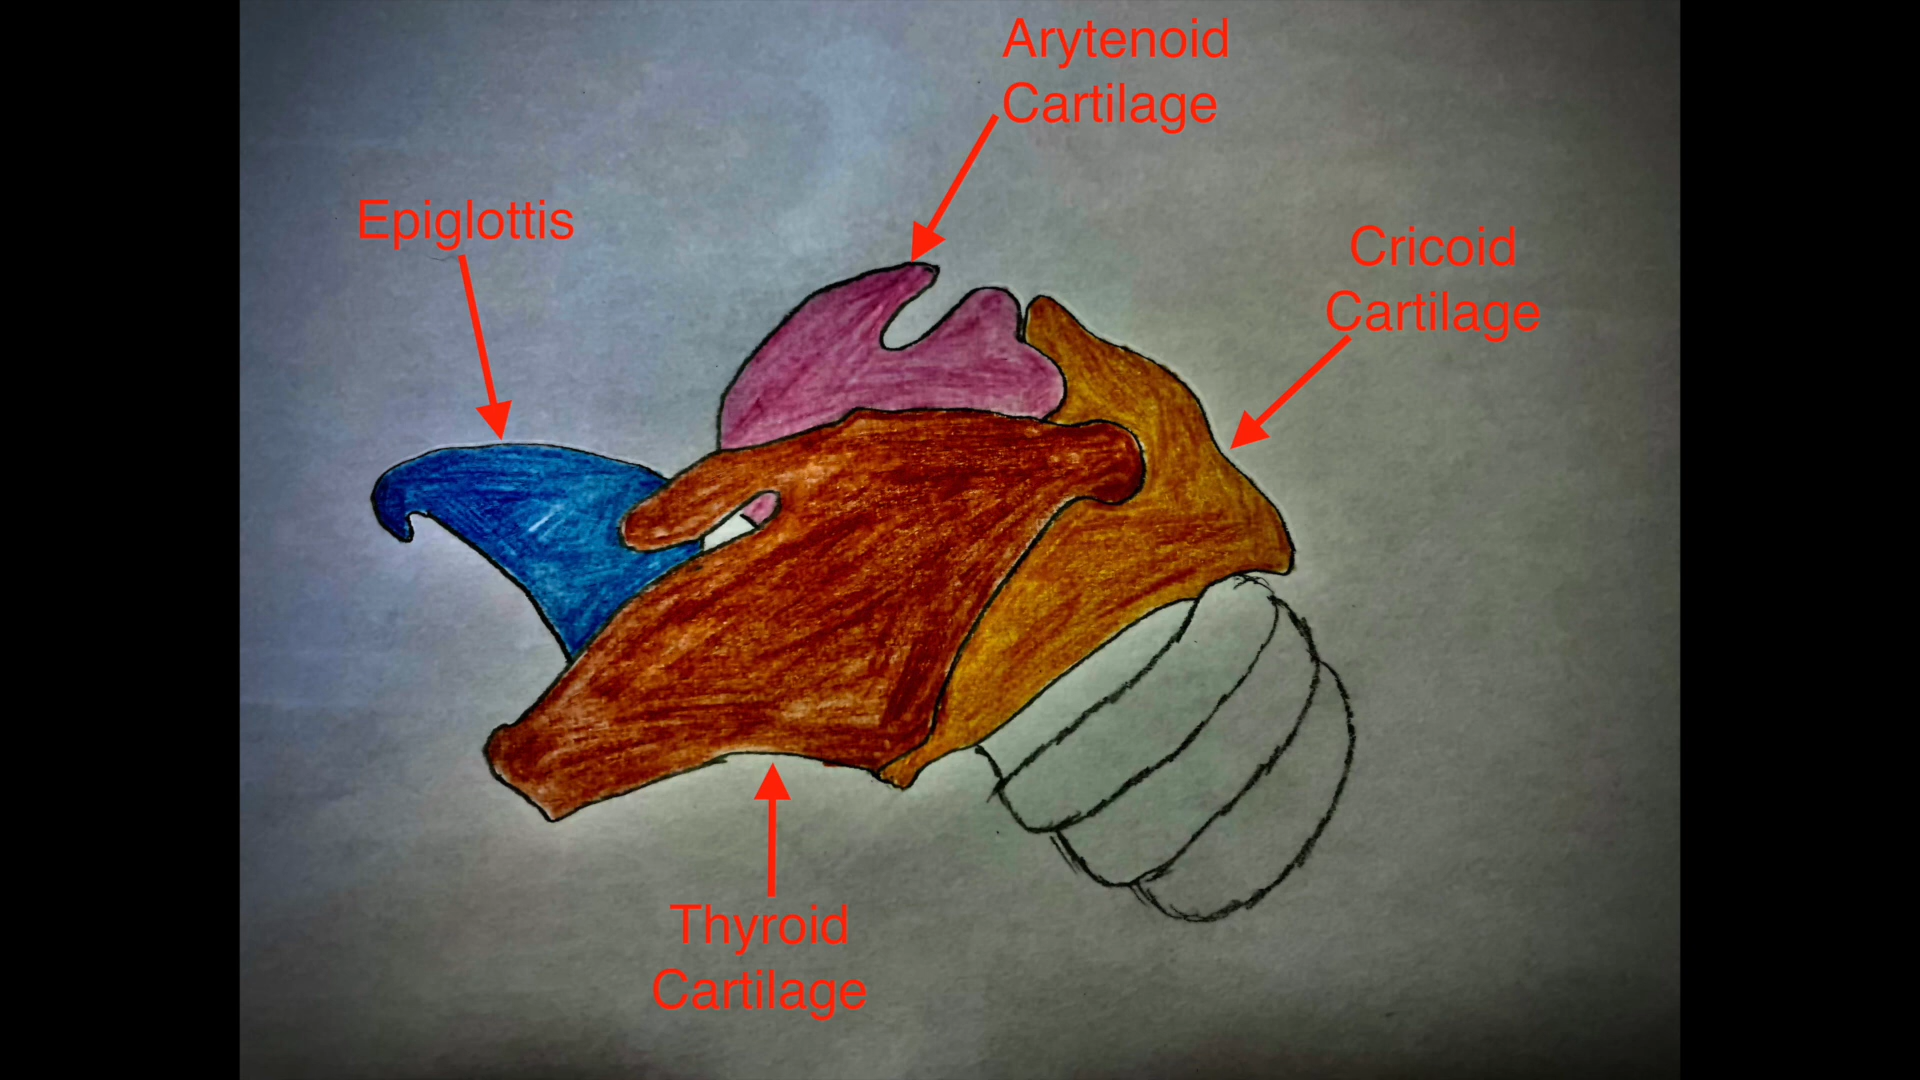 Arytenoid
Cartilage
Epiglottis
Cricoid
Cartilage
Thyroid
Cartilage